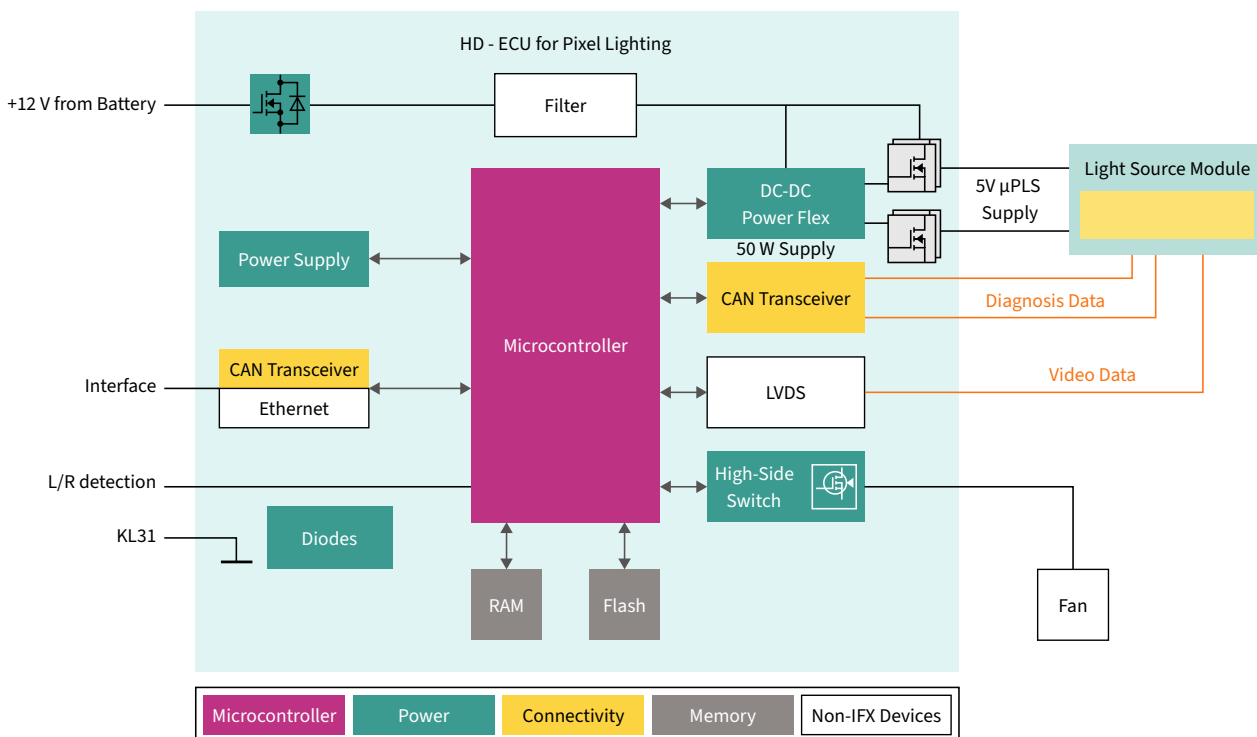 HD - ECU for Pixel Lighting
+12 V from Battery
Filter
Light Source Module
DC-DC
Power Flex
5V µPLS
Supply
50 W Supply
Power Supply
CAN Transceiver
Diagnosis Data
Microcontroller
CAN Transceiver
Video Data
Interface
Ethernet
LVDS
L/R detection
High-Side
Switch
KL31
Diodes
RAM
Flash
Fan
Microcontroller
Power
Connectivity
Memory
Non-IFX Devices